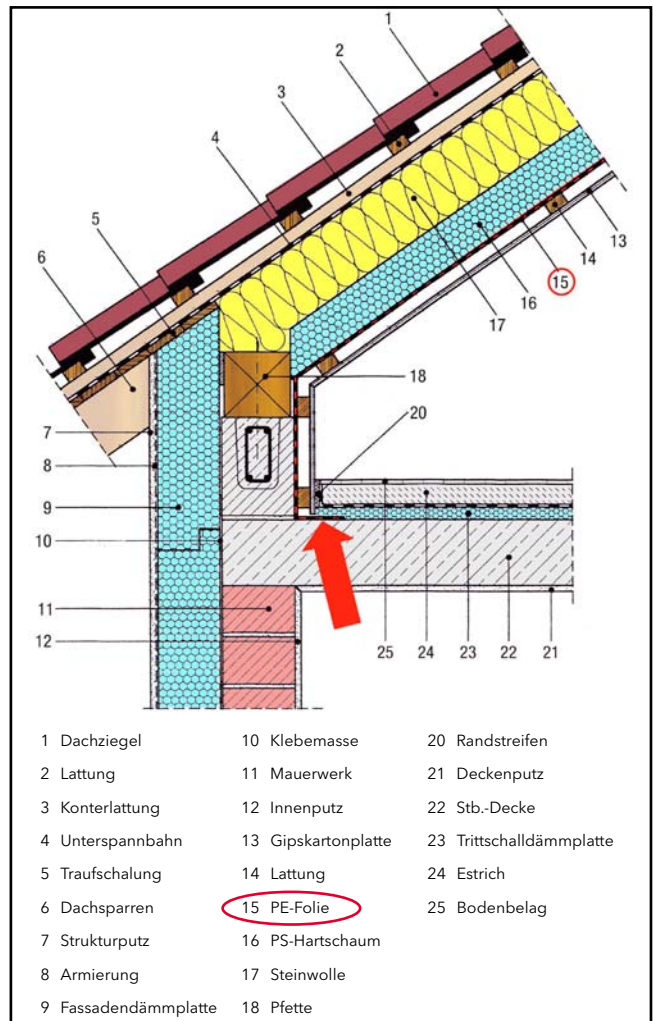 1
2
3
4
5
6
13
14
15
16
17
18
20
7
8
9
10
11
12
25
24
23
22
21
1 Dachziegel
2 Lattung
3 Konterlattung
4 Unterspannbahn
5 Traufschalung
6 Dachsparren
7 Strukturputz
8 Armierung
9 Fassadendämmplatte
10 Klebemasse
11 Mauerwerk
12 Innenputz
13 Gipskartonplatte
14 Lattung
15 PE-Folie
16 PS-Hartschaum
17 Steinwolle
18 Pfette
20 Randstreifen
21 Deckenputz
22 Stb.-Decke
23 Trittschalldämmplatte
24 Estrich
25 Bodenbelag